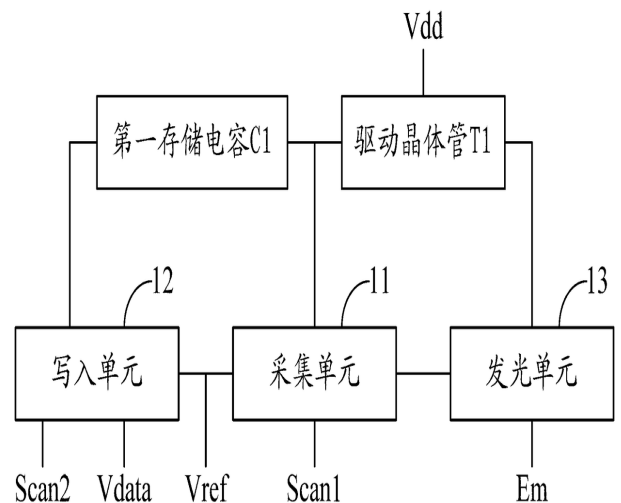 Vdd
第一存储电容C1
驱动晶体管T1
12
11
13
写入单元
采集单元
发光单元
Scan2
Vdata
Vref
Scan1
Em